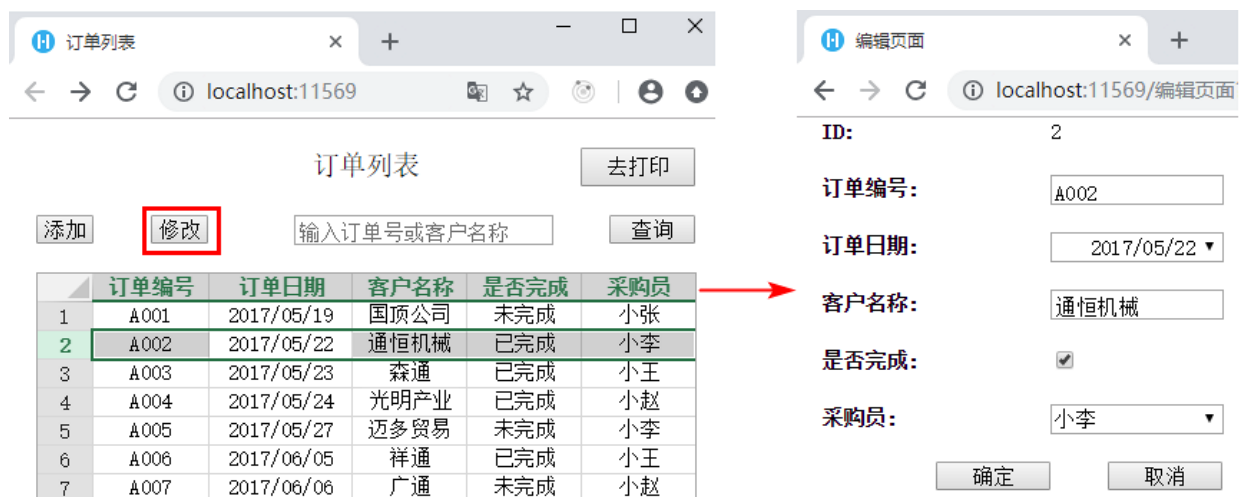 订单列表
localhost:11569
订单列表
去打印
添加 修改 输入订单号或客户名称 查询
订单编号 订单日期 客户名称 是否完成 采购员
1 A001 2017/05/19 国顶公司 未完成 小张
2 A002 2017/05/22 通恒机械 已完成 小李
3 A003 2017/05/23 森通 已完成 小王
4 A004 2017/05/24 光明产业 已完成 小赵
5 A005 2017/05/27 迈多贸易 未完成 小李
6 A006 2017/06/05 祥通 已完成 小王
7 A007 2017/06/06 广通 未完成 小赵
编辑页面
localhost:11569/编辑页面
ID: 2
订单编号: A002
订单日期: 2017/05/22
客户名称: 通恒机械
是否完成:
采购员: 小李
确定 取消